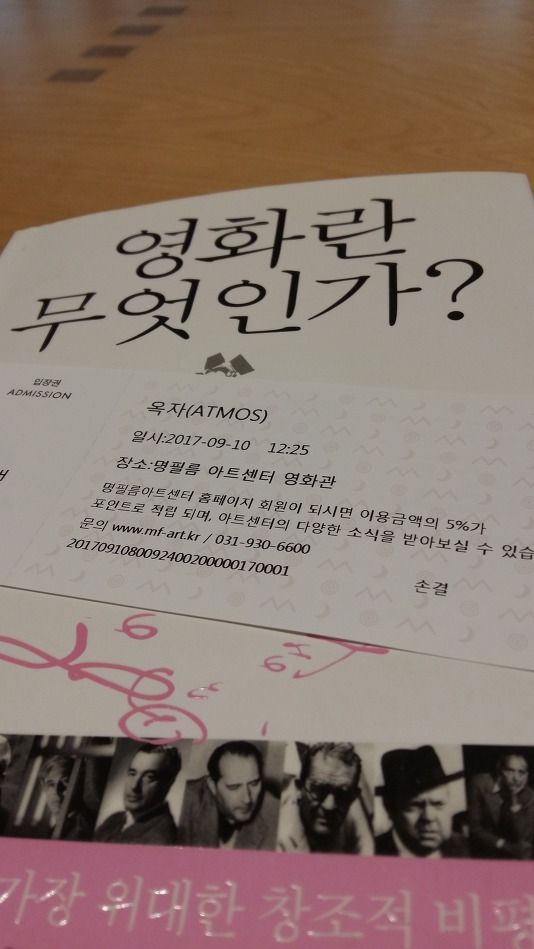 영화란
무엇인가?
입장권
ADMISSION
옥자(ATMOS)
일시:2017-09-10 12:25
장소:명필름 아트센터 영화관
명필름아트센터 홈페이지 회원이 되시면 이용금액의 5%가
포인트로 적립 되며, 아트센터의 다양한 소식을 받아보실 수 있습
문의 www.mf-art.kr / 031-930-6600
2017091080092400200000170001
손결
가장 위대한 창조적 비평